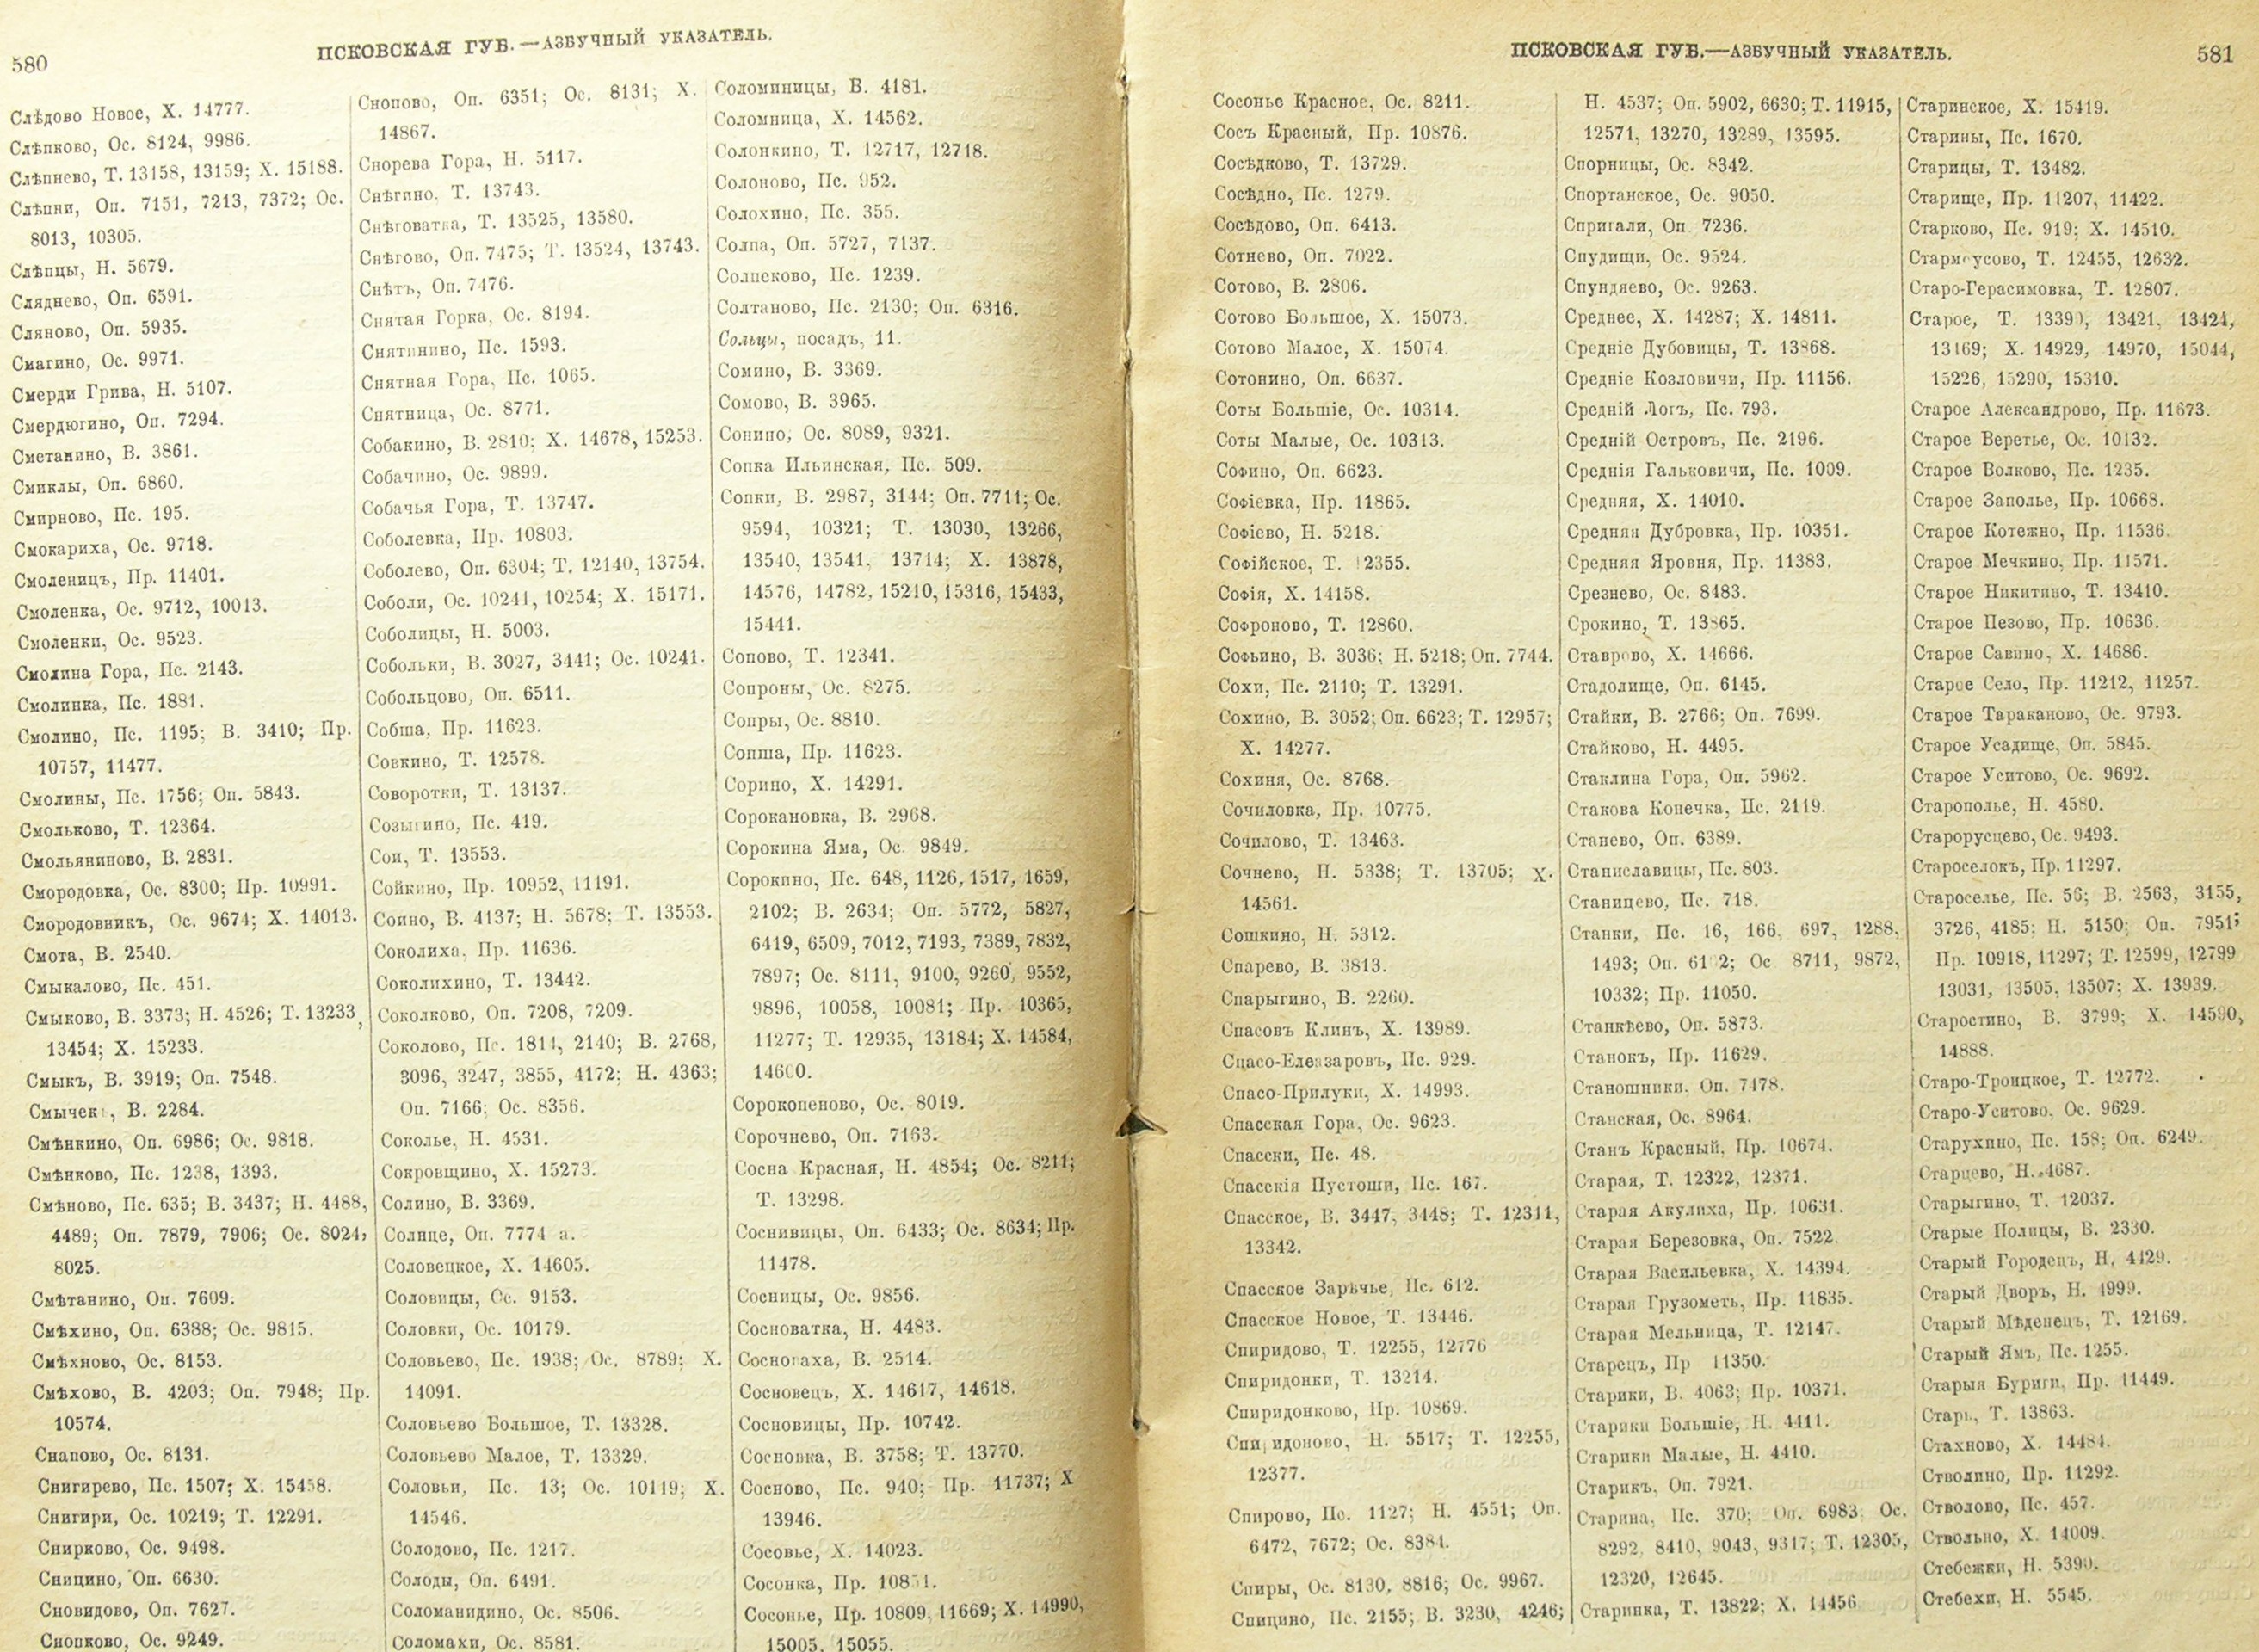 580
ПСКОВСКАЯ ГУБ.—АЗБУЧНЫЙ УКАЗАТЕЛЬ.
Слѣдово Новое, Х. 14777.
Слѣпково, Ос. 8124, 9986.
Слѣпнево, Т. 13158, 13159; Х. 15188.
Слѣпни, Оп. 7151, 7213, 7372; Ос.
8013, 10305.
Слѣпцы, Н. 5679.
Сляднево, Оп. 6591.
Сляново, Оп. 5935.
Смагино, Ос. 9971.
Смерди Грива, Н. 5107.
Смердюгино, Оп. 7294.
Сметанино, В. 3861.
Смиклы, Оп. 6860.
Смирново, Пс. 195.
Смокариха, Ос. 9718.
Смоленицъ, Пр. 11401.
Смоленка, Ос. 9712, 10013.
Смоленки, Ос. 9523.
Смолина Гора, Пс. 2143.
Смолинка, Пс. 1881.
Смолино, Пс. 1195; В. 3410; Пр.
10757, 11477.
Смолины, Пс. 1756; Оп. 5843.
Смольково, Т. 12364.
Смольяниново, В. 2831.
Смородовка, Ос. 8300; Пр. 10991.
Смородовникъ, Ос. 9674; Х. 14013.
Смота, В. 2540.
Смыкалово, Пс. 451.
Смыково, В. 3373; Н. 4526; Т. 13233,
13454; Х. 15233.
Смыкъ, В. 3919; Оп. 7548.
Смычек , В. 2284.
Смѣнкино, Оп. 6986; Ос. 9818.
Смѣнково, Пс. 1238, 1393.
Смѣново, Пс. 635; В. 3437; Н. 4488,
4489; Оп. 7879, 7906; Ос. 8024,
8025.
Смѣтанино, Оп. 7609.
Смѣхино, Оп. 6388; Ос. 9815.
Смѣхново, Ос. 8153.
Смѣхово, В. 4203; Оп. 7948; Пр.
10574.
Снапово, Ос. 8131.
Снигирево, Пс. 1507; Х. 15458.
Снигири, Ос. 10219; Т. 12291.
Снирково, Ос. 9498.
Сницино, Оп. 6630.
Сновидово, Оп. 7627.
Снопково, Ос. 9249.
Снопово, Оп. 6351; Ос. 8131; Х.
14867.
Снорева Гора, Н. 5117.
Снѣгино, Т. 13743.
Снѣговатка, Т. 13525, 13580.
Снѣгово, Оп. 7475; Т. 13524, 13743.
Снѣтъ, Оп. 7476.
Снятая Горка, Ос. 8194.
Снятинино, Пс. 1593.
Снятная Гора, Пс. 1065.
Снятница, Ос. 8771.
Собакино, В. 2810; Х. 14678, 15253.
Собачино, Ос. 9899.
Собачья Гора, Т. 13747.
Соболевка, Пр. 10803.
Соболево, Оп. 6304; Т. 12140, 13754.
Соболи, Ос. 10241, 10254; Х. 15171.
Соболицы, Н. 5003.
Собольки, В. 3027, 3441; Ос. 10241.
Собольцово, Оп. 6511.
Собша, Пр. 11623.
Совкино, Т. 12578.
Соворотки, Т. 13137.
Созыгино, Пс. 419.
Сои, Т. 13553.
Сойкино, Пр. 10952, 11191.
Соино, В. 4137; Н. 5678; Т. 13553.
Соколиха, Пр. 11636.
Соколихино, Т. 13442.
Соколково, Оп. 7208, 7209.
Соколово, Пс. 1814, 2140; В. 2768,
3096, 3247, 3855, 4172; Н. 4363;
Оп. 7166; Ос. 8356.
Соколье, Н. 4531.
Сокровщино, Х. 15273.
Солино, В. 3369.
Солнце, Оп. 7774 а.
Соловецкое, Х. 14605.
Соловицы, Ос. 9153.
Соловки, Ос. 10179.
Соловьево, Пс. 1938; Ос. 8789; Х.
14091.
Соловьево Большое, Т. 13328.
Соловьево Малое, Т. 13329.
Соловьи, Пс. 13; Ос. 10119; Х.
14546.
Солодово, Пс. 1217.
Солоды, Оп. 6491.
Соломанидино, Ос. 8506.
Соломахи, Ос. 8581.
Соломиницы, В. 4181.
Соломница, Х. 14562.
Солонкино, Т. 12717, 12718.
Солоново, Пс. 952.
Солохино, Пс. 355.
Солпа, Оп. 5727, 7137.
Солпеково, Пс. 1239.
Солтаново, Пс. 2130; Оп. 6316.
Сольцы, посадъ, 11.
Сомино, В. 3369.
Сомово, В. 3965.
Сонино, Ос. 8089, 9321.
Сопка Ильинская, Пс. 509.
Сопки, В. 2987, 3144; Оп. 7711; Ос.
9594, 10321; Т. 13030, 13266,
13540, 13541, 13714; Х. 13878,
14576, 14782, 15210, 15316, 15433,
15441.
Сопово, Т. 12341.
Сопроны, Ос. 8275.
Сопры, Ос. 8810.
Сопша, Пр. 11623.
Сорино, Х. 14291.
Сорокановка, В. 2968.
Сорокина Яма, Ос. 9849.
Сорокино, Пс. 648, 1126, 1517, 1659,
2102; В. 2634; Оп. 5772, 5827,
6419, 6509, 7012, 7193, 7389, 7832,
7897; Ос. 8111, 9100, 9260, 9552,
9896, 10058, 10081; Пр. 10365,
11277; Т. 12935, 13184; Х. 14584,
14600.
Сорокопеново, Ос. 8019.
Сорочнево, Оп. 7163.
Сосна Красная, Н. 4854; Ос. 8211;
Т. 13298.
Соснивицы, Оп. 6433; Ос. 8634; Пр.
11478.
Сосницы, Ос. 9856.
Сосноватка, Н. 4483.
Сосногаха, В. 2514.
Сосновецъ, Х. 14617, 14618.
Сосновицы, Пр. 10742.
Сосновка, В. 3758; Т. 13770.
Сосново, Пс. 940; Пр. 11737; Х
13946.
Сосовье, Х. 14023.
Сосонка, Пр.
Сосонье, Пр. 10809, 11669; Х. 14990,
15005, 15055.
ПСКОВСКАЯ ГУБ.—АЗБУЧНЫЙ УКАЗАТЕЛЬ.
581
Сосонье Красное, Ос. 8211.
Сосъ Красный, Пр. 10876.
Сосѣдково, Т. 13729.
Сосѣдно, Пс. 1279.
Сосѣдово, Оп. 6413.
Сотнево, Оп. 7022.
Сотово, В. 2806.
Сотово Большое, Х. 15073.
Сотово Малое, Х. 15074.
Сотонино, Оп. 6637.
Соты Большіе, Ос. 10314.
Соты Малые, Ос. 10313.
Софино, Оп. 6623.
Софіевка, Пр. 11865.
Софіево, Н. 5218.
Софійское, Т. 12355.
Софія, Х. 14158.
Софроново, Т. 12860.
Софьино, В. 3036; Н. 5218; Оп. 7744.
Сохи, Пс. 2110; Т. 13291.
Сохино, В. 3052; Оп. 6623; Т. 12957;
Х. 14277.
Сохиня, Ос. 8768.
Сочиловка, Пр. 10775.
Сочилово, Т. 13463.
Сочнево, Н. 5338; Т. 13705; Х.
14561.
Сошкино, Н. 5312.
Спарево, В. 3813.
Спарыгино, В. 2260.
Спасовъ Клинъ, Х. 13989.
Сцасо-Елеазаровъ, Пс. 929.
Спасо-Прилуки, Х. 14993.
Спасская Гора, Ос. 9623.
Спасски, Пс. 48.
Спасскія Пустоши, Пс. 167.
Спасское, В. 3447, 3448; Т. 12311,
13342.
Спасское Зарѣчье, Пс. 612.
Спасское Новое, Т. 13446.
Спиридово, Т. 12255, 12776
Спиридонки, Т. 13214.
Спиридонково, Пр. 10869.
Спиридоново, Н. 5517; Т. 12255,
12377.
Спирово, Пс. 1127; Н. 4551; Оп.
6472, 7672; Ос. 8384.
Спиры, Ос. 8130, 8816; Ос. 9967.
Спицино, Пс. 2155; В. 3230, 4246;
Н. 4537; Оп. 5902, 6630; Т. 11915,
12571, 13270, 13289, 13595.
Спорницы, Ос. 8342.
Спортанское, Ос. 9050.
Спригали, Оп 7236.
Спудищи, Ос. 9524.
Спундяево, Ос. 9263.
Среднее, Х. 14287; Х. 14811.
Средніе Дубовицы, Т. 13868.
Средніе Козловичи, Пр. 11156.
Средній Логъ, Пс. 793.
Средній Островъ, Пс. 2196.
Среднія Гальковичи, Пс. 1009.
Средняя, Х. 14010.
Средняя Дубровка, Пр. 10351.
Средняя Яровня, Пр. 11383.
Срезнево, Ос. 8483.
Срокино, Т. 13865.
Ставрово, Х. 14666.
Стадолище, Оп. 6145.
Стайки, В. 2766; Оп. 7699.
Стайково, Н. 4495.
Стаклина Гора, Оп. 5962.
Стакова Копечка, Пс. 2119.
Станево, Оп. 6389.
Станиславицы, Пс. 803.
Станицево, Пс. 718.
Станки, Пс. 16, 166, 697, 1288,
1493; Оп. Ос 8711, 9872,
10332; Пр. 11050.
Станкѣево, Оп. 5873.
Станокъ, Пр. 11629.
Станошники, Оп. 7478.
Станская, Ос. 8964.
Станъ Красный, Пр. 10674.
Старая, Т. 12322, 12371.
Старая Акулиха, Пр. 10631.
Старая Березовка, Оп. 7522.
Старая Васильевка, Х. 14394.
Старая Грузометь, Пр. 11835.
Старая Мельница, Т. 12147.
Старецъ, Пр 11350.
Старики, В. 4063; Пр. 10371.
Старики Большіе, Н. 4411.
Старики Малые, Н. 4410.
Старикъ, Оп. 7921.
Старина, Пс. 370; Оп. 6983 Ос.
8292, 8410, 9043, 9317; Т. 12305,
12320, 12645.
Старинка, Т. 13822; Х. 14456
Старинское, Х. 15419.
Старины, Пс. 1670.
Старицы, Т. 13482.
Старище, Пр. 11207, 11422.
Старково, Пс. 919; Х. 14510.
Стармоусово, Т. 12455, 12632.
Старо-Герасимовка, Т. 12807.
Старое, Т. 13390, 13421, 13424,
13169; Х. 14929, 14970, 15044,
15226, 15290, 15310.
Старое Александрово, Пр. 11673.
Старое Веретье, Ос. 10132.
Старое Волково, Пс. 1235.
Старое Заполье, Пр. 10668.
Старое Котежно, Пр. 11536.
Старое Мечкино, Пр. 11571.
Старое Никитино, Т. 13410.
Старое Пезово, Пр. 10636.
Старое Савино, Х. 14686.
Старое Село, Пр. 11212, 11257.
Старое Тараканово, Ос. 9793.
Старое Усадище, Оп. 5845.
Старое Уситово, Ос. 9692.
Старополье, Н. 4580.
Старорусцево, Ос. 9493.
Староселокъ, Пр. 11297.
Староселье, Пс. 56; В. 2563, 3155,
3726, 4185; Н. 5150; Оп. 7951;
Пр. 10918, 11297; Т. 12599, 12799
13031, 13505, 13507; Х. 13939.
Старостино, В. 3799; Х. 14590,
14888.
Старо-Троицкое, Т. 12772.
Старо-Уситово, Ос. 9629.
Старухино, Пс. 158; Оп. 6249.
Старцево, Н. 4687.
Старыгино, Т. 12037.
Старые Полицы, В. 2330.
Старый Городецъ, Н. 4429.
Старый Дворъ, Н. 4999.
Старый Мѣденецъ, Т. 12169.
Старый Ямъ, Пс. 1255.
Старыя Буриги, Пр. 11449.
Старь, Т. 13863.
Стахново, Х. 14484.
Стводино, Пр. 11292.
Стволово, Пс. 457.
Ствольно, Х. 14009.
Стебежки, Н. 5390.
Стебехи, Н. 5545.